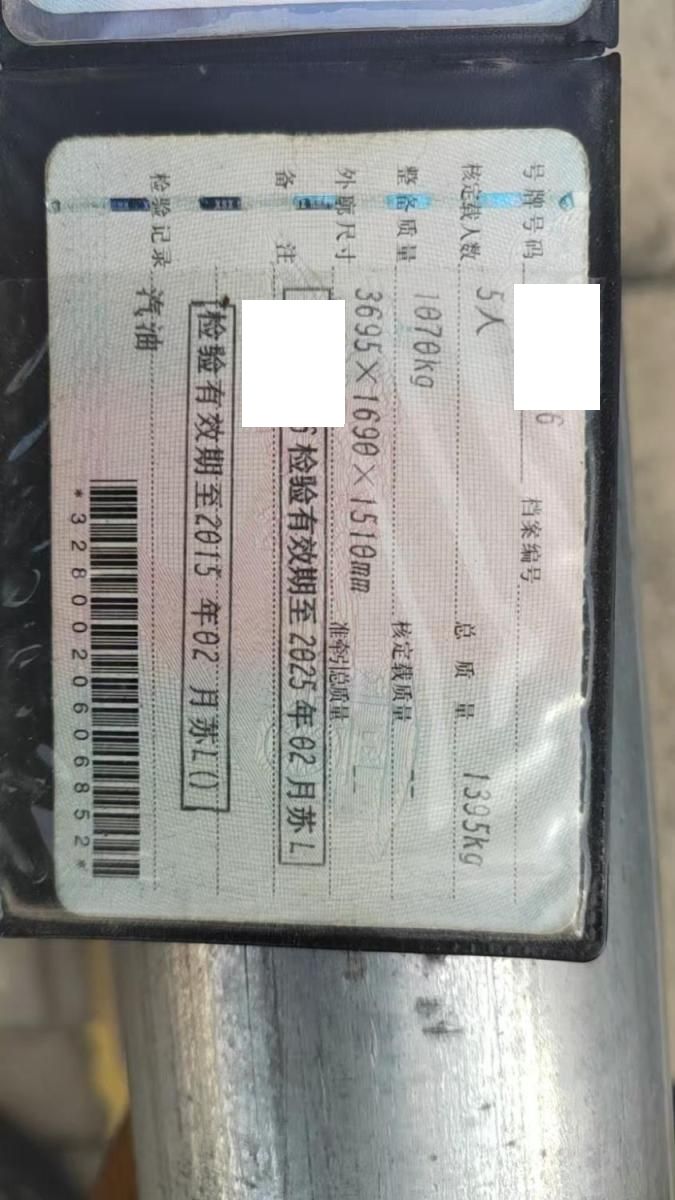 号牌号码 6 档案编号
核定载人数 5人 总质量 1395kg
整备质量 1070kg 核定载质量 --
外廓尺寸 3695×1690×1510mm 准牵引总质量 --
备注 6检验有效期至2025年02月苏L
检验有效期至2015年02月苏L()
检验记录 汽油
*3280020606852*